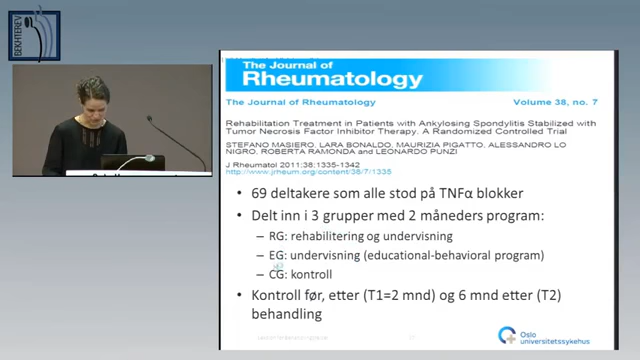 BEKHTEREV
The Journal of
Rheumatology
The Journal of Rheumatology
Volume 38, no. 7
Rehabilitation Treatment in Patients with Ankylosing Spondylitis Stabilized with
Tumor Necrosis Factor Inhibitor Therapy. A Randomized Controlled Trial
STEFANO MASIERO, LARA BONALDO, MAURIZIA PIGATTO, ALESSANDRO LO
NIGRO, ROBERTA RAMONDA and LEONARDO PUNZI
J Rheumatol 2011;38;1335-1342
http://www.jrheum.org/content/38/7/1335
• 69 deltakere som alle stod på TNFα blokker
• Delt inn i 3 grupper med 2 måneders program:
– RG: rehabilitering og undervisning
– EG: undervisning (educational-behavioral program)
– CG: kontroll
• Kontroll før, etter (T1=2 mnd) og 6 mnd etter (T2)
behandling
Oslo
universitetssykehus